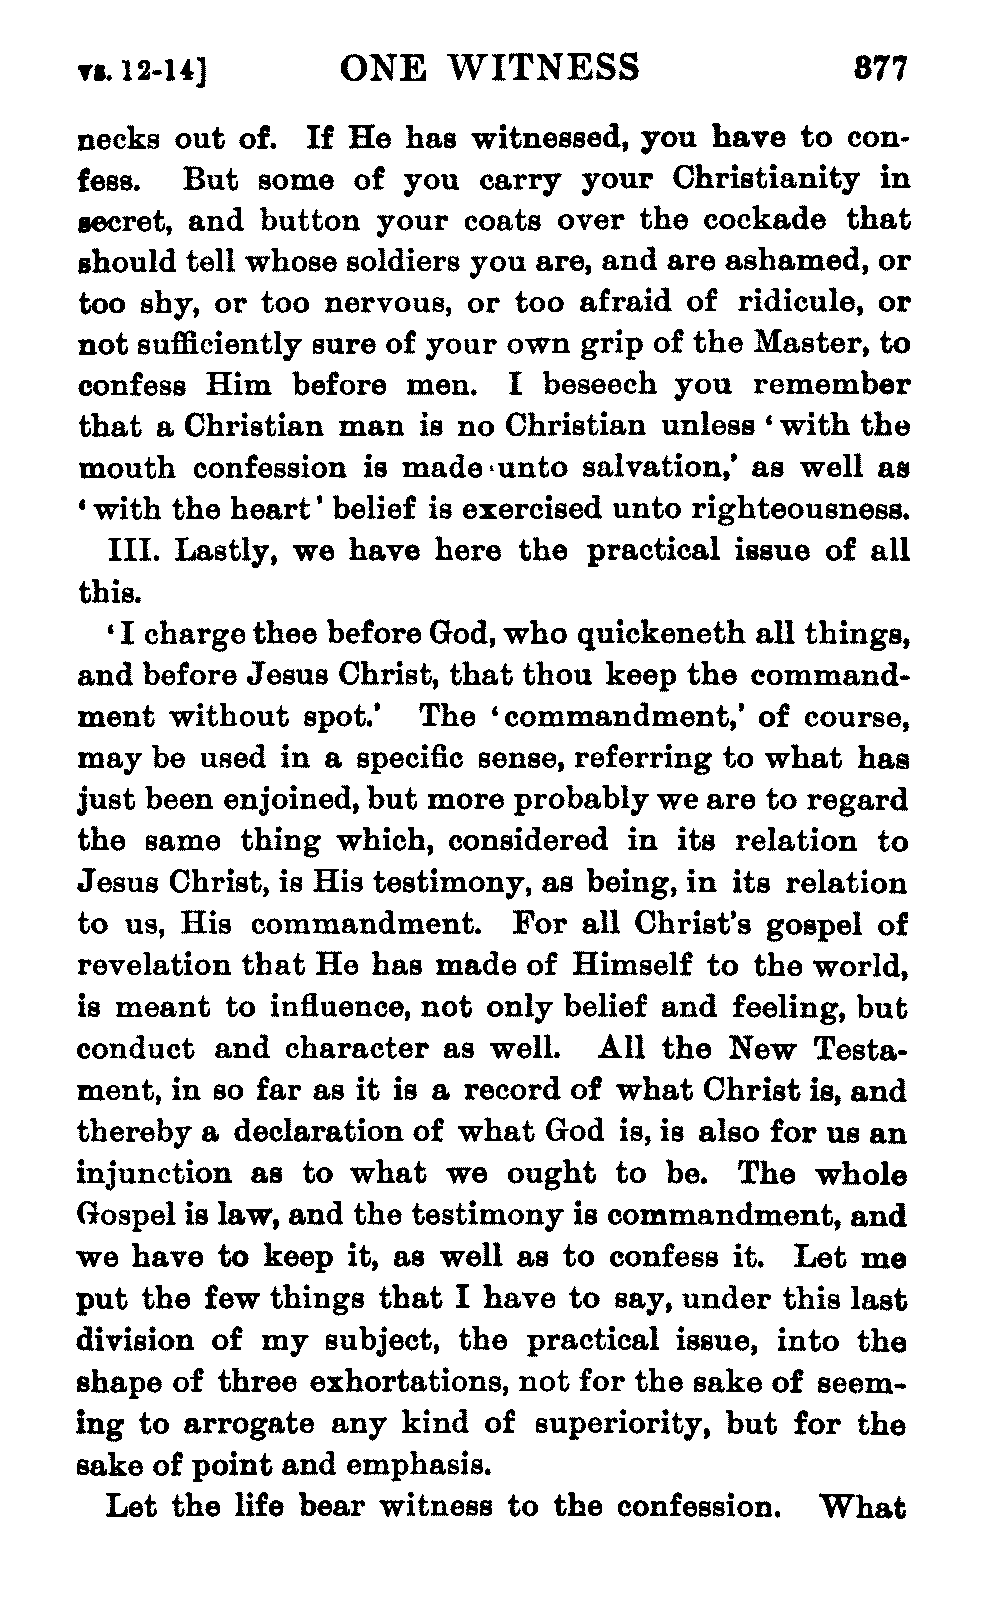 vs. 12-14] ONE WITNESS 377
necks out of. If He has witnessed, you have to con-
fess. But some of you carry your Christianity in
secret, and button your coats over the cockade that
should tell whose soldiers you are, and are ashamed, or
too shy, or too nervous, or too afraid of ridicule, or
not sufficiently sure of your own grip of the Master, to
confess Him before men. I beseech you remember
that a Christian man is no Christian unless ‘with the
mouth confession is made unto salvation,’ as well as
‘with the heart’ belief is exercised unto righteousness.
III. Lastly, we have here the practical issue of all
this.
‘I charge thee before God, who quickeneth all things,
and before Jesus Christ, that thou keep the command-
ment without spot.’ The ‘commandment,’ of course,
may be used in a specific sense, referring to what has
just been enjoined, but more probably we are to regard
the same thing which, considered in its relation to
Jesus Christ, is His testimony, as being, in its relation
to us, His commandment. For all Christ’s gospel of
revelation that He has made of Himself to the world,
is meant to influence, not only belief and feeling, but
conduct and character as well. All the New Testa-
ment, in so far as it is a record of what Christ is, and
thereby a declaration of what God is, is also for us an
injunction as to what we ought to be. The whole
Gospel is law, and the testimony is commandment, and
we have to keep it, as well as to confess it. Let me
put the few things that I have to say, under this last
division of my subject, the practical issue, into the
shape of three exhortations, not for the sake of seem-
ing to arrogate any kind of superiority, but for the
sake of point and emphasis.
Let the life bear witness to the confession. What